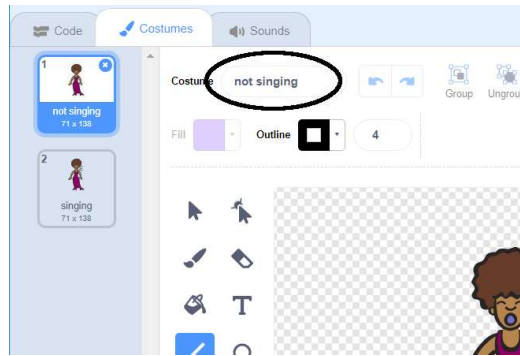 Code Costumes Sounds
1
not singing
71 x 138
2
singing
71 x 138
Costume not singing
Group Ungrou
Fill Outline 4
T